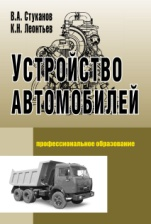 В.А. Стуканов
К.Н. Леонтьев
УСТРОЙСТВО
АВТОМОБИЛЕЙ
профессиональное образование